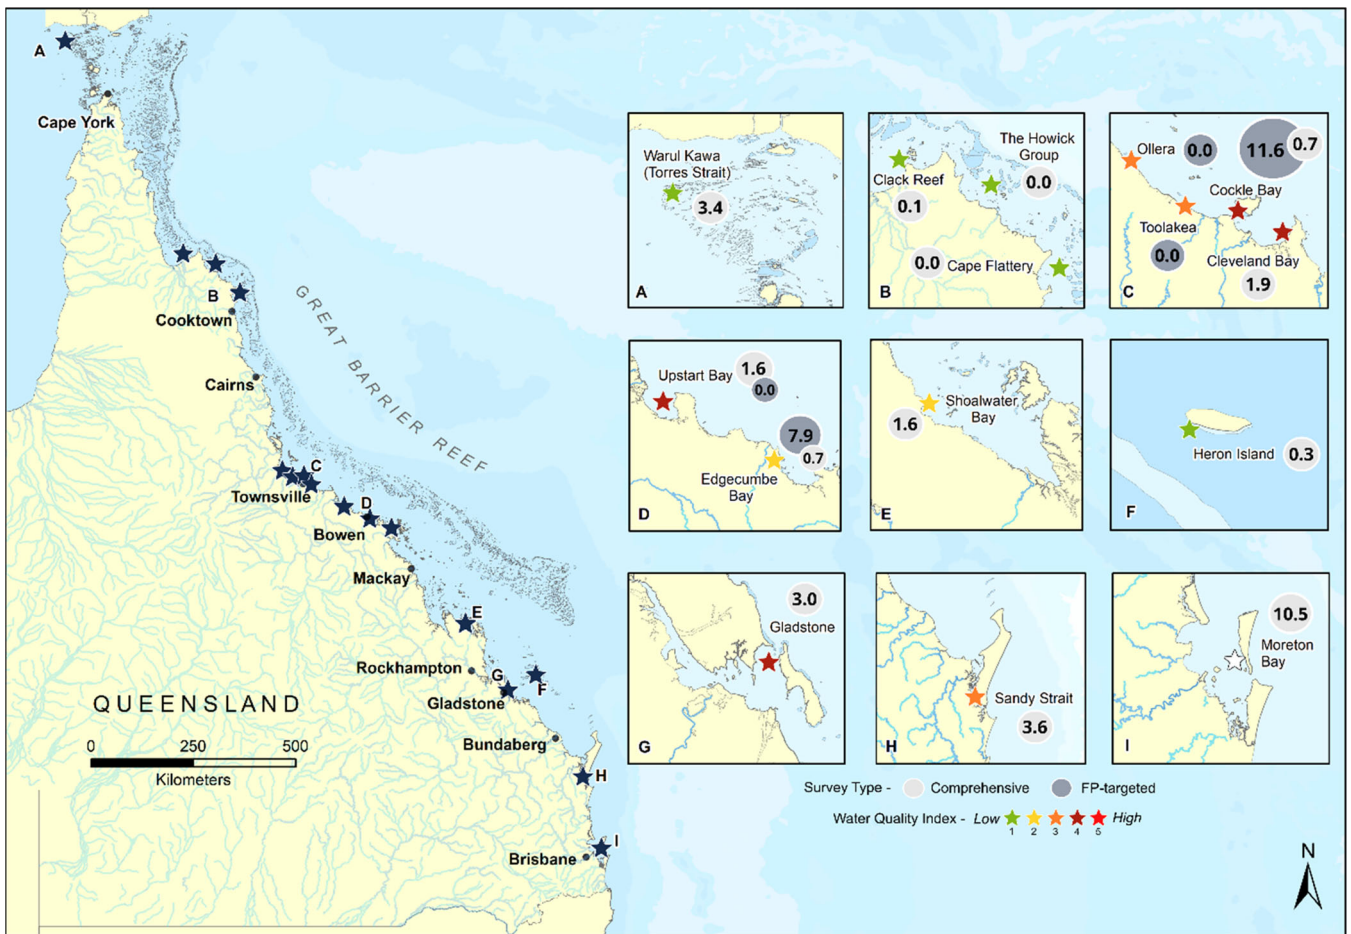 A
Cape York
B
Cooktown
Cairns
GREAT BARRIER REEF
C
Townsville
D
Bowen
Mackay
E
Rockhampton
G
F
Gladstone
QUEENSLAND
0 250 500
Kilometers
Bundaberg
H
I
Brisbane
Warul Kawa
(Torres Strait)
3.4
A
The Howick
Group
0.0
Clack Reef
0.1
0.0 Cape Flattery
B
Ollera 0.0
11.6 0.7
Cockle Bay
Toolakea
0.0
Cleveland Bay
1.9
C
Upstart Bay 1.6
0.0
7.9
0.7
Edgecumbe
Bay
D
Shoalwater
Bay
1.6
E
Heron Island 0.3
F
3.0
Gladstone
G
Sandy Strait
3.6
H
10.5
Moreton
Bay
I
Survey Type - Comprehensive FP-targeted
Water Quality Index - Low High
1 2 3 4 5
N